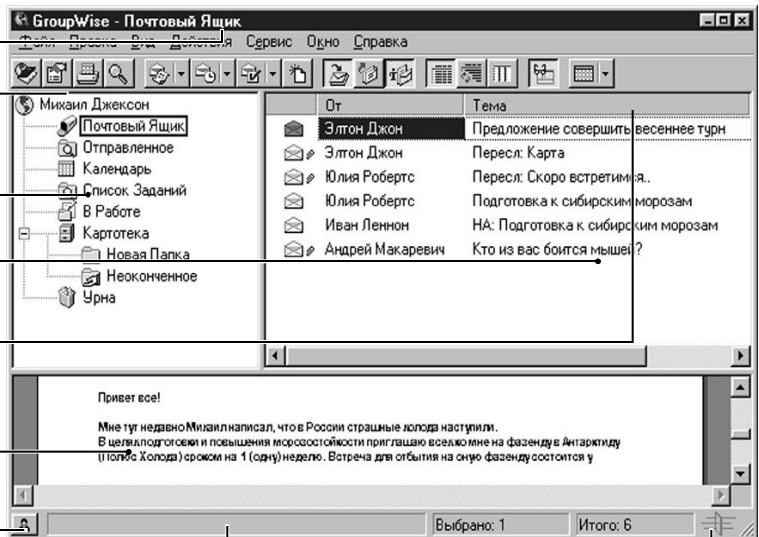 GroupWise - Почтовый Ящик
Файл Правка Вид Действия Сервис Окно Справка
Михаил Джексон
Почтовый Ящик
Отправленное
Календарь
Список Заданий
В Работе
Картотека
Новая Папка
Неоконченное
Урна
От Тема
Элтон Джон Предложение совершить весеннее турн
Элтон Джон Пересл: Карта
Юлия Робертс Пересл: Скоро встретимся..
Юлия Робертс Подготовка к сибирским морозам
Иван Леннон НА: Подготовка к сибирским морозам
Андрей Макаревич Кто из вас боится мышей?
Привет все!
Мне тут недавно Михаил написал, что в России страшные холода наступили.
В целях подготовки и повышения морозостойкости приглашаю всех ко мне на фазенду в Антарктиду
(Полюс Холода) сроком на 1 (одну) неделю. Встреча для отбытия на оную фазенду состоится у
Выбрано: 1 Итого: 6